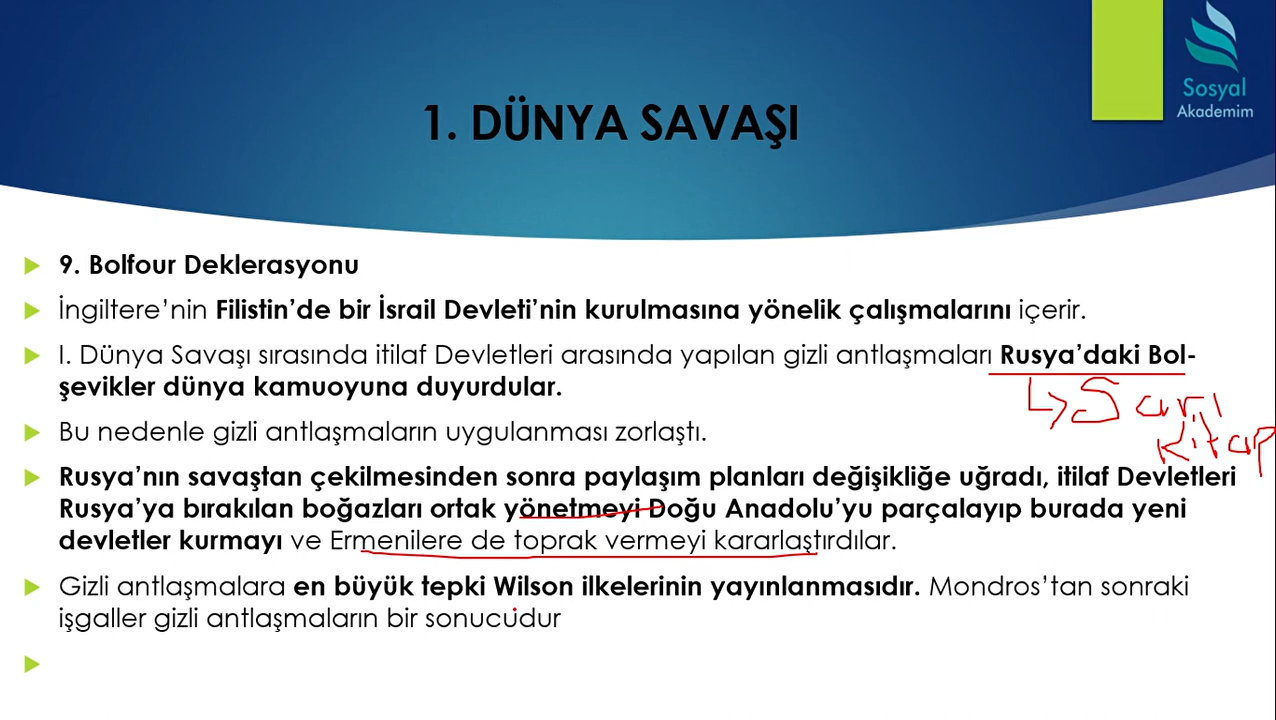 Sosyal
Akademim
1. DÜNYA SAVAŞI
9. Bolfour Deklerasyonu
İngiltere’nin Filistin’de bir İsrail Devleti’nin kurulmasına yönelik çalışmalarını içerir.
I. Dünya Savaşı sırasında itilaf Devletleri arasında yapılan gizli antlaşmaları Rusya’daki Bol-
şevikler dünya kamuoyuna duyurdular.
Sarı
Kitap
Bu nedenle gizli antlaşmaların uygulanması zorlaştı.
Rusya’nın savaştan çekilmesinden sonra paylaşım planları değişikliğe uğradı, itilaf Devletleri
Rusya’ya bırakılan boğazları ortak yönetmeyi Doğu Anadolu’yu parçalayıp burada yeni
devletler kurmayı ve Ermenilere de toprak vermeyi kararlaştırdılar.
Gizli antlaşmalara en büyük tepki Wilson ilkelerinin yayınlanmasıdır. Mondros’tan sonraki
işgaller gizli antlaşmaların bir sonucudur